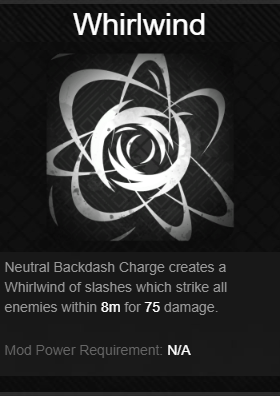 Whirlwind
Neutral Backdash Charge creates a
Whirlwind of slashes which strike all
enemies within 8m for 75 damage.
Mod Power Requirement: N/A